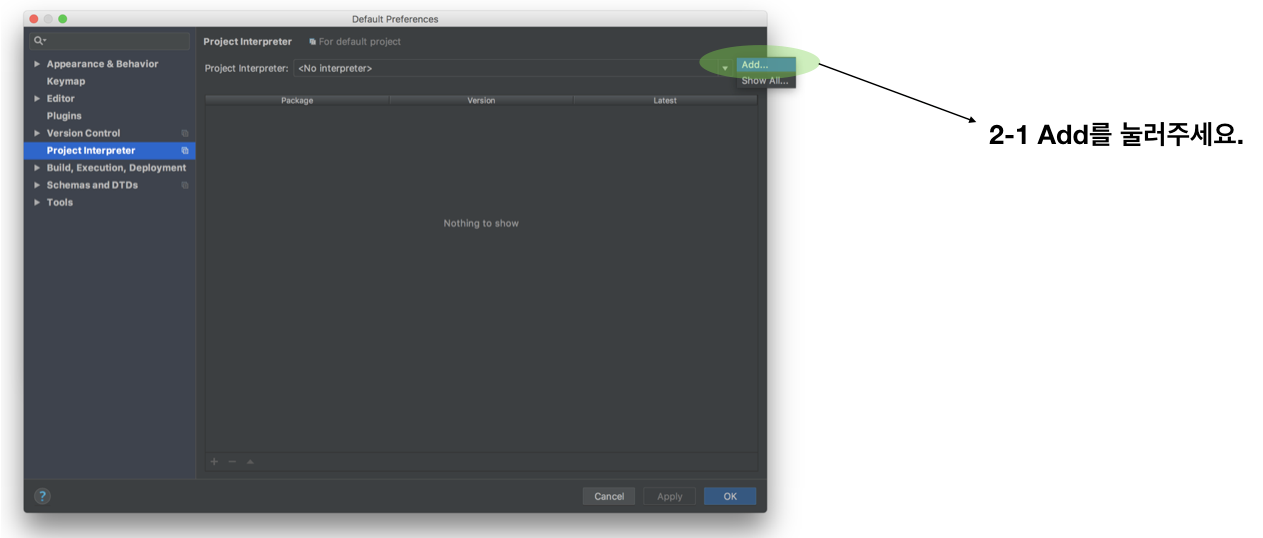 Default Preferences
Project Interpreter For default project
Appearance & Behavior
Keymap
Editor
Plugins
Version Control
Project Interpreter
Build, Execution, Deployment
Schemas and DTDs
Tools
Project Interpreter: <No interpreter>
Add...
Show All...
Package Version Latest
Nothing to show
? Cancel Apply OK
2-1 Add를 눌러주세요.